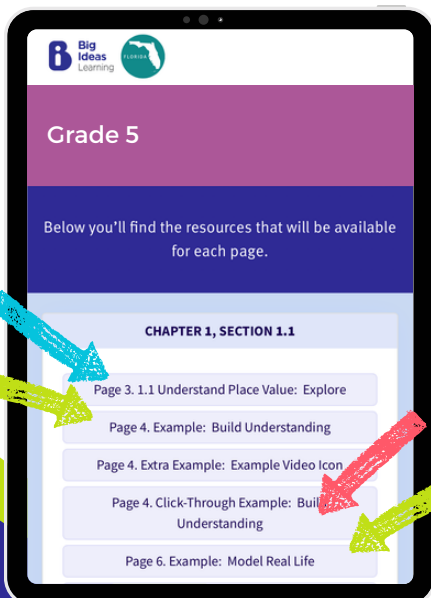 Big
Ideas
Learning
FLORIDA
Grade 5
Below you'll find the resources that will be available
for each page.
CHAPTER 1, SECTION 1.1
Page 3. 1.1 Understand Place Value: Explore
Page 4. Example: Build Understanding
Page 4. Extra Example: Example Video Icon
Page 4. Click-Through Example: Buil
Understanding
Page 6. Example: Model Real Life